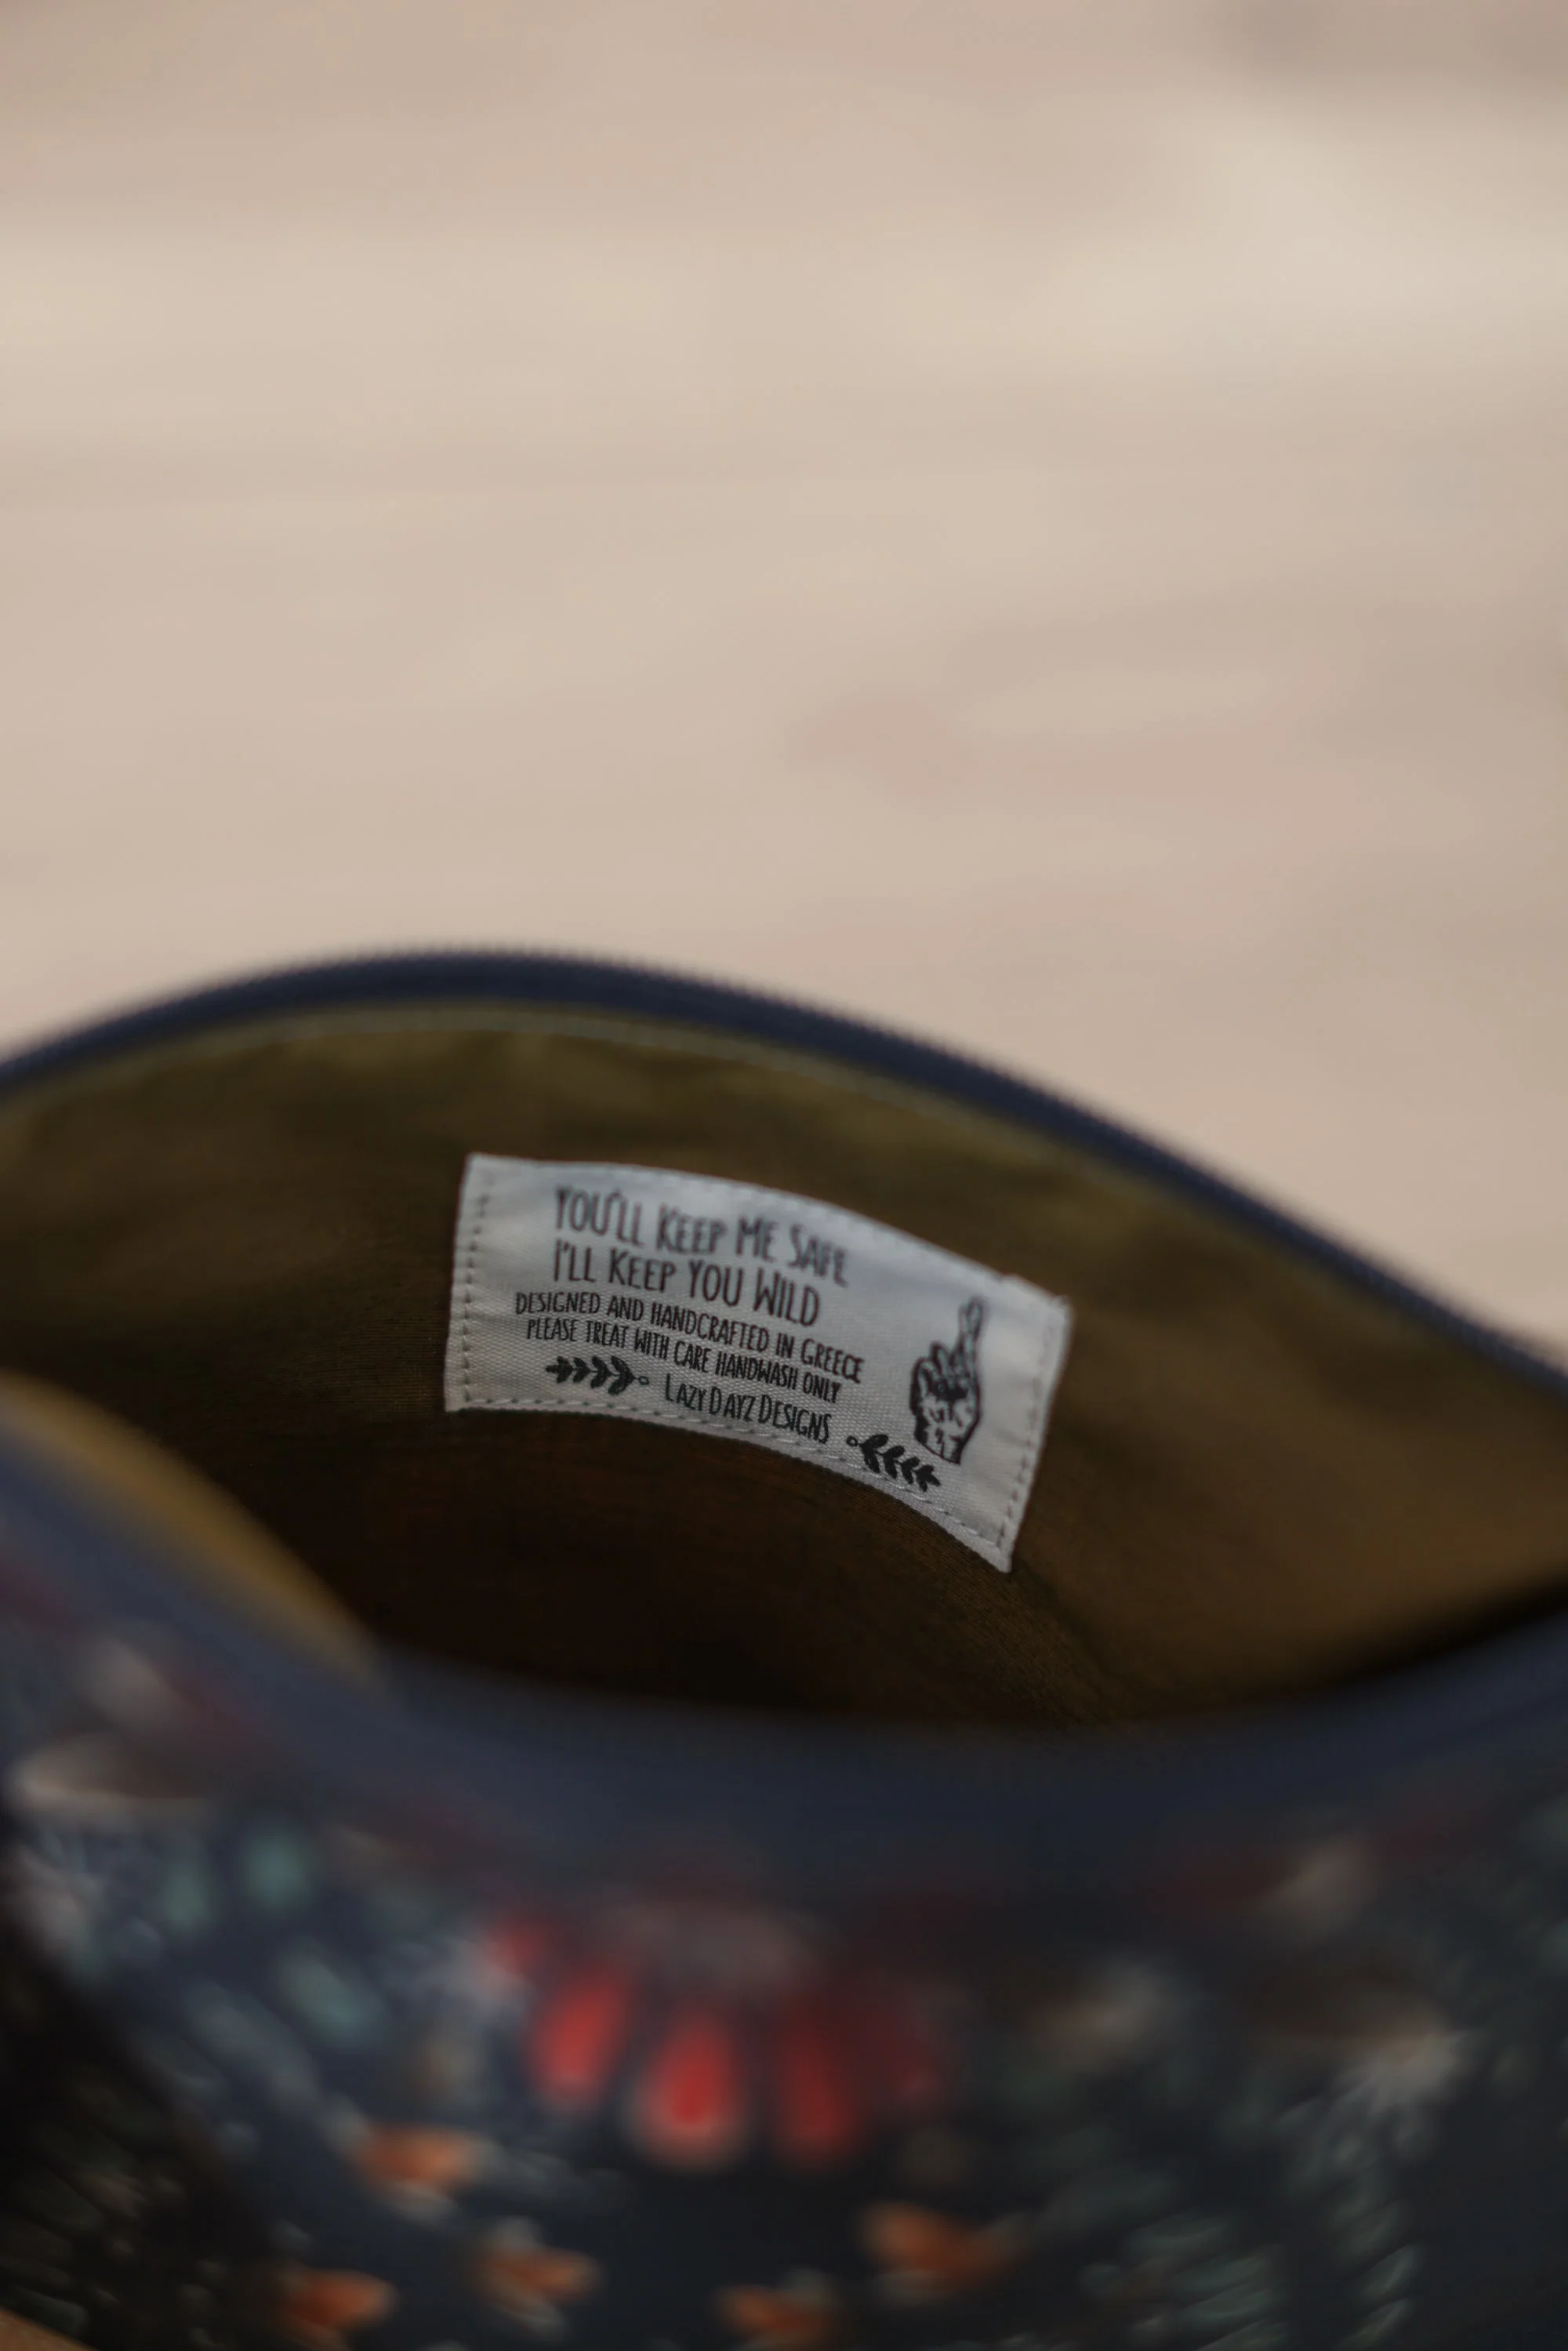 YOU'LL KEEP ME SAFE
I'LL KEEP YOU WILD
DESIGNED AND HANDCRAFTED IN GREECE
PLEASE TREAT WITH CARE HANDWASH ONLY
LAZY DAYZ DESIGNS